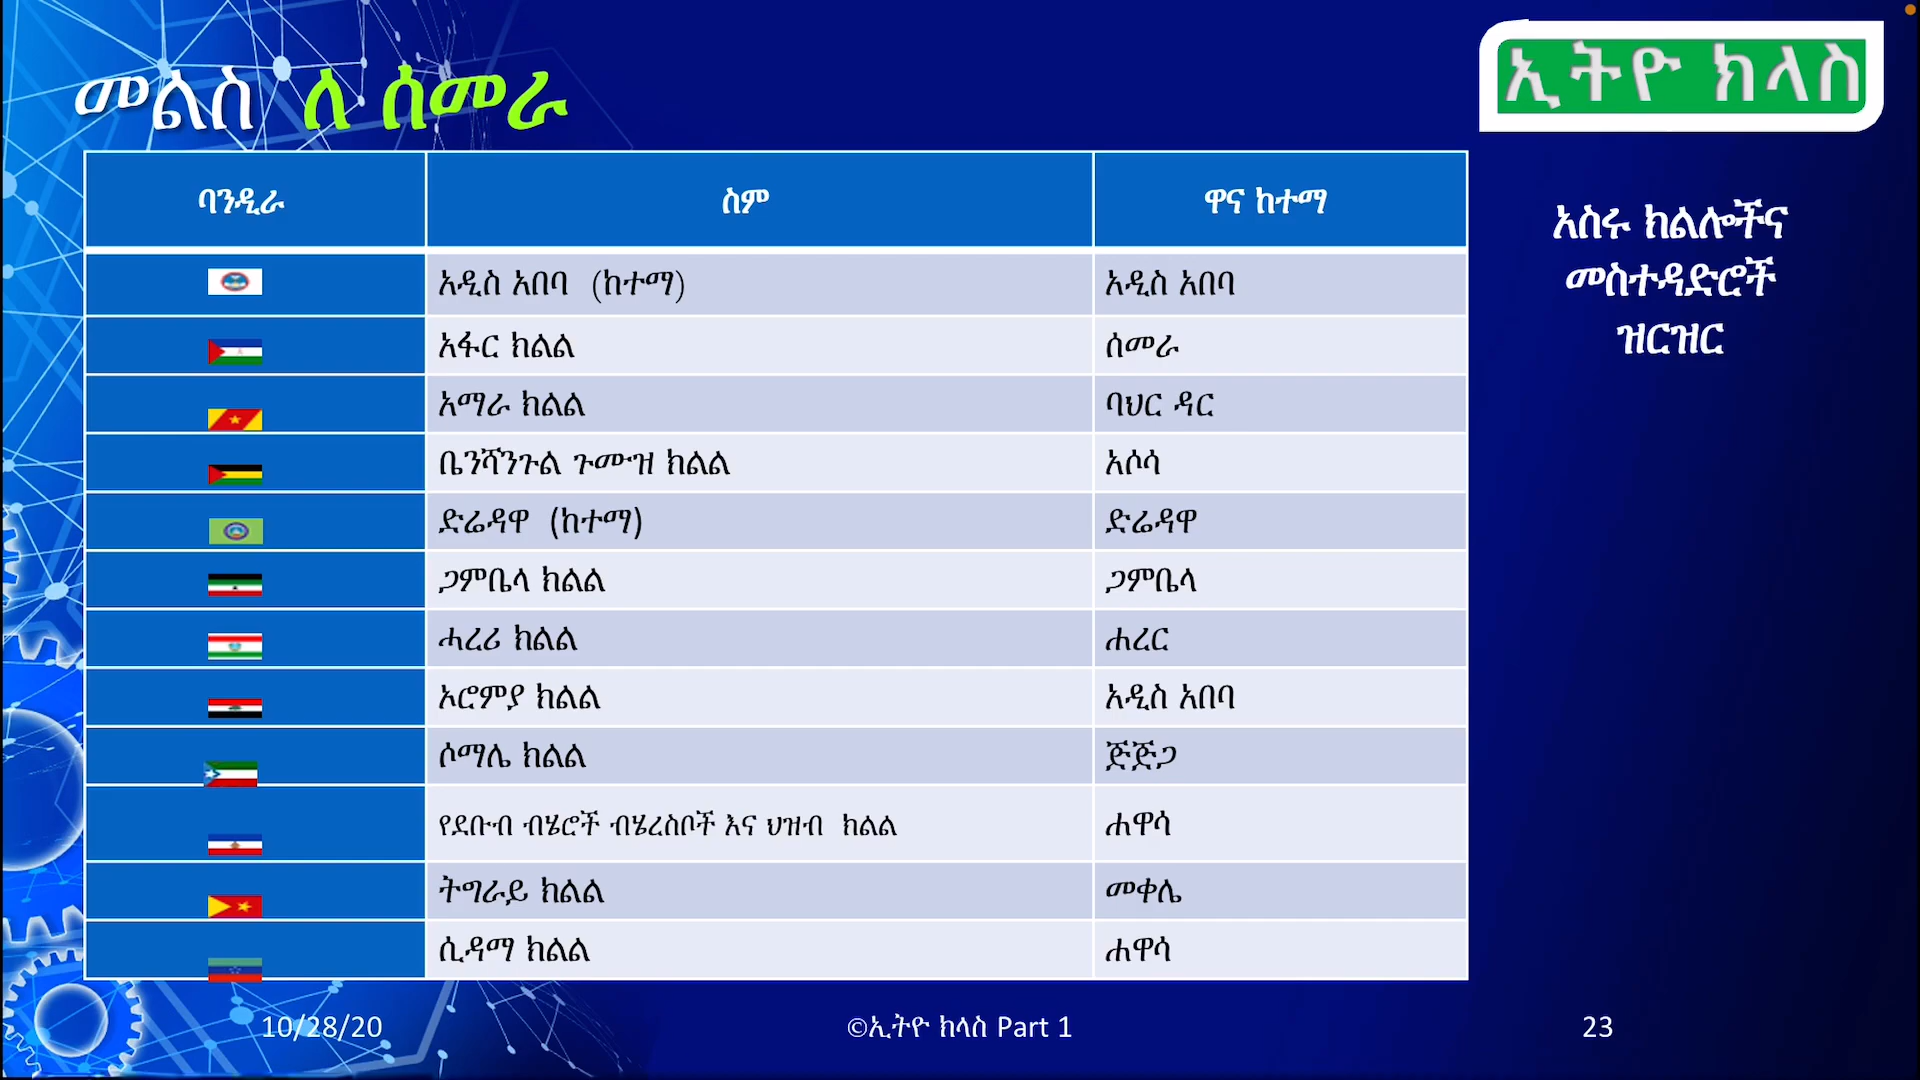 መልስ ለ ሰመራ
ኢትዮ ክላስ
ባንዲራ ስም ዋና ከተማ
አዲስ አበባ (ከተማ) አዲስ አበባ
አፋር ክልል ሰመራ
አማራ ክልል ባህር ዳር
ቤንሻንጉል ጉሙዝ ክልል አሶሳ
ድሬዳዋ (ከተማ) ድሬዳዋ
ጋምቤላ ክልል ጋምቤላ
ሓረሪ ክልል ሐረር
ኦሮምያ ክልል አዲስ አበባ
ሶማሌ ክልል ጅጅጋ
የደቡብ ብሄሮች ብሄረስቦች እና ህዝብ ክልል ሐዋሳ
ትግራይ ክልል መቀሌ
ሲዳማ ክልል ሐዋሳ
አስሩ ክልሎችና
መስተዳድሮች
ዝርዝር
10/28/20 ©ኢትዮ ክላስ Part 1 23